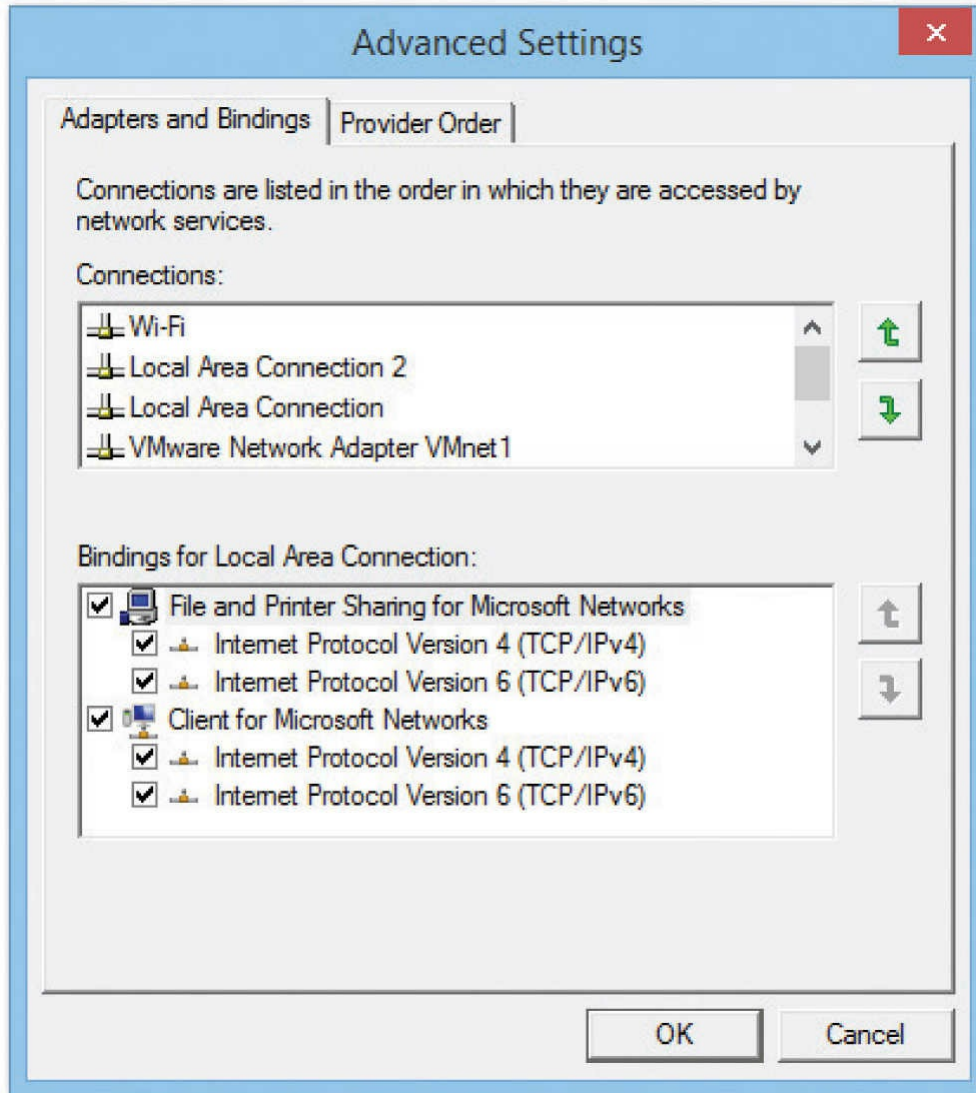 Advanced Settings
Adapters and Bindings
Provider Order
Connections are listed in the order in which they are accessed by
network services.
Connections:
Wi-Fi
Local Area Connection 2
Local Area Connection
VMware Network Adapter VMnet1
Bindings for Local Area Connection:
File and Printer Sharing for Microsoft Networks
Internet Protocol Version 4 (TCP/IPv4)
Internet Protocol Version 6 (TCP/IPv6)
Client for Microsoft Networks
Internet Protocol Version 4 (TCP/IPv4)
Internet Protocol Version 6 (TCP/IPv6)
OK
Cancel